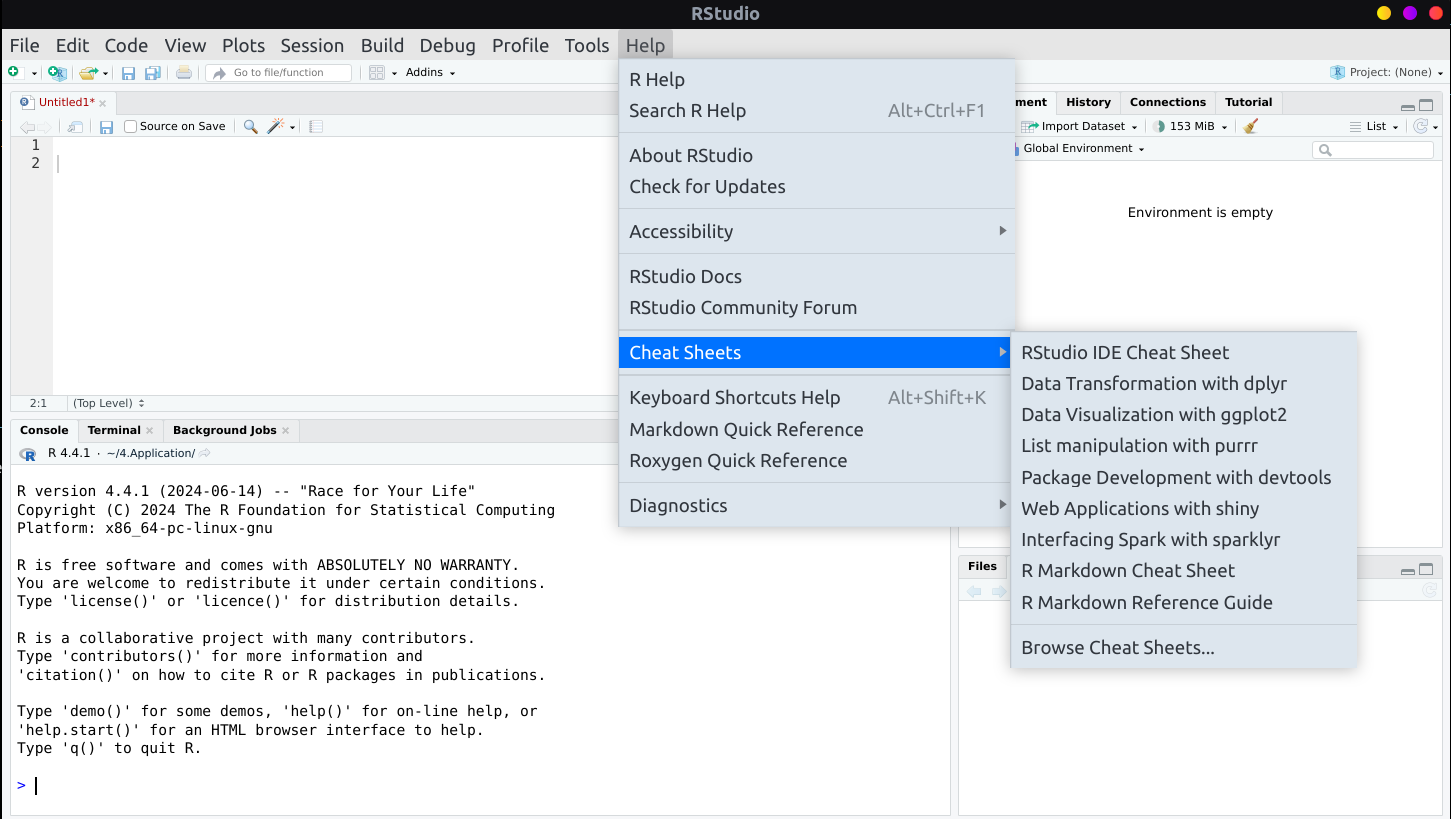 RStudio
File Edit Code View Plots Session Build Debug Profile Tools Help
Go to file/function
Addins
Project: (None)
Untitled1*
Source on Save
1
2
2:1
(Top Level)
R Help
Search R Help Alt+Ctrl+F1
About RStudio
Check for Updates
Accessibility
RStudio Docs
RStudio Community Forum
Cheat Sheets
Keyboard Shortcuts Help Alt+Shift+K
Markdown Quick Reference
Roxygen Quick Reference
Diagnostics
RStudio IDE Cheat Sheet
Data Transformation with dplyr
Data Visualization with ggplot2
List manipulation with purrr
Package Development with devtools
Web Applications with shiny
Interfacing Spark with sparklyr
R Markdown Cheat Sheet
R Markdown Reference Guide
Browse Cheat Sheets...
ment History Connections Tutorial
Import Dataset 153 MiB List
Global Environment
Environment is empty
Console Terminal Background Jobs
R 4.4.1 · ~/4.Application/
R version 4.4.1 (2024-06-14) -- "Race for Your Life"
Copyright (C) 2024 The R Foundation for Statistical Computing
Platform: x86_64-pc-linux-gnu
R is free software and comes with ABSOLUTELY NO WARRANTY.
You are welcome to redistribute it under certain conditions.
Type 'license()' or 'licence()' for distribution details.
R is a collaborative project with many contributors.
Type 'contributors()' for more information and
'citation()' on how to cite R or R packages in publications.
Type 'demo()' for some demos, 'help()' for on-line help, or
'help.start()' for an HTML browser interface to help.
Type 'q()' to quit R.
>
Files